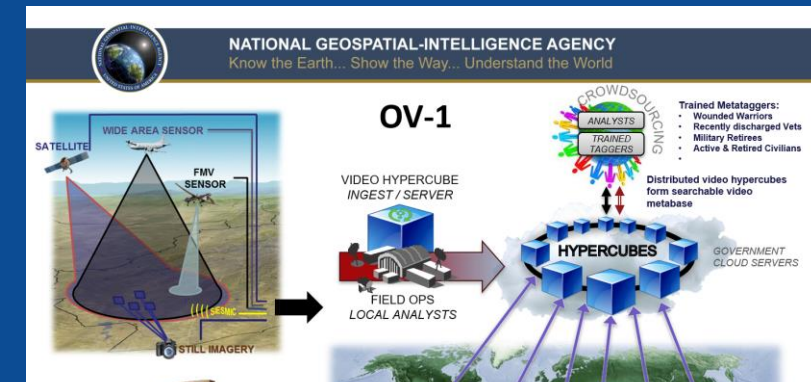 NATIONAL GEOSPATIAL-INTELLIGENCE AGENCY
Know the Earth... Show the Way... Understand the World
OV-1
WIDE AREA SENSOR
SATELLITE
FMV
SENSOR
SESMIC
STILL IMAGERY
VIDEO HYPERCUBE
INGEST / SERVER
FIELD OPS
LOCAL ANALYSTS
CROWDSOURCING
ANALYSTS
TRAINED
TAGGERS
Trained Metataggers:
• Wounded Warriors
• Recently discharged Vets
• Military Retirees
• Active & Retired Civilians
•
Distributed video hypercubes
form searchable video
metabase
HYPERCUBES
GOVERNMENT
CLOUD SERVERS